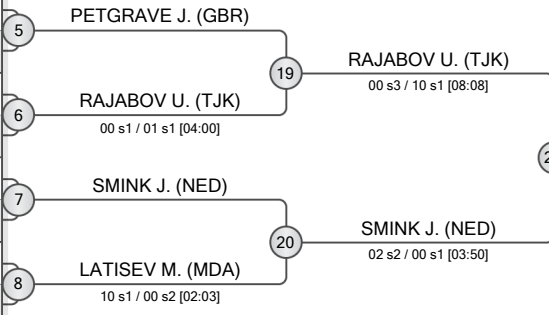 PETGRAVE J. (GBR)
5
19
RAJABOV U. (TJK)
00 s3 / 10 s1 [08:08]
RAJABOV U. (TJK)
6
00 s1 / 01 s1 [04:00]
2
SMINK J. (NED)
7
20
SMINK J. (NED)
02 s2 / 00 s1 [03:50]
LATISEV M. (MDA)
8
10 s1 / 00 s2 [02:03]